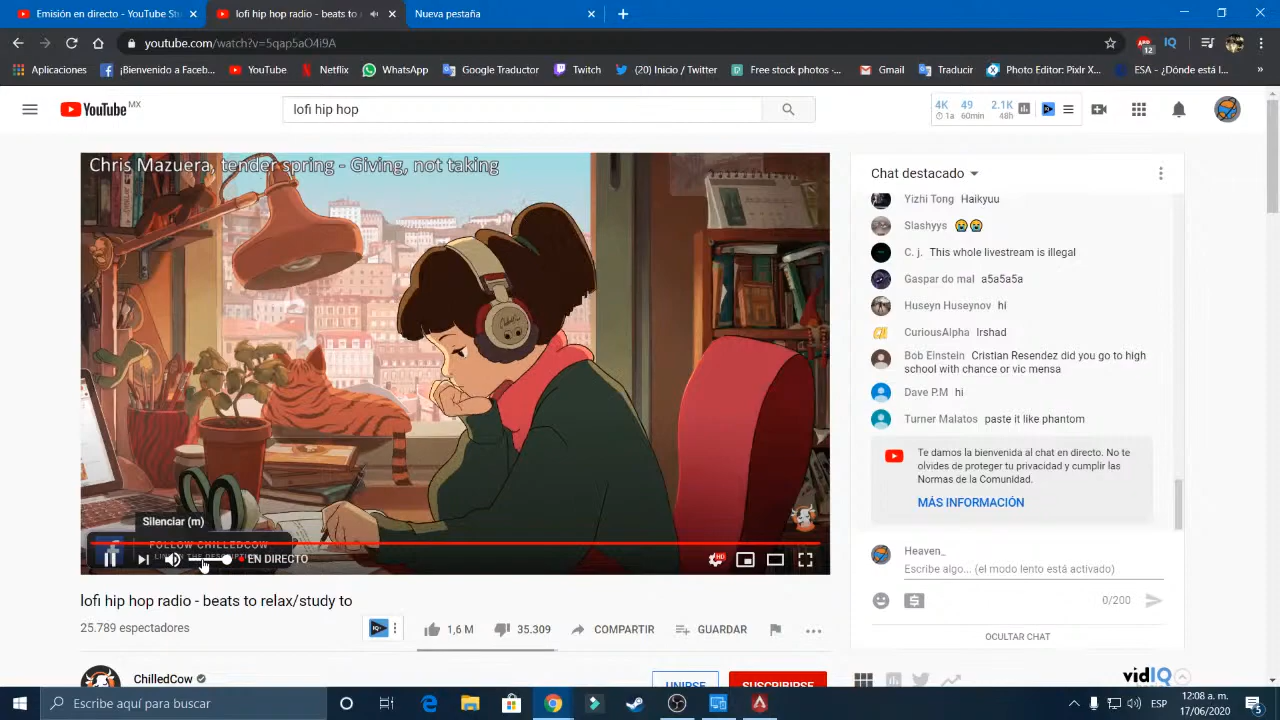 Emisión en directo - YouTube Stu
lofi hip hop radio - beats to
Nueva pestaña
youtube.com/watch?v=5qap5aO4i9A
12
IQ
Aplicaciones
¡Bienvenido a Faceb...
YouTube
Netflix
WhatsApp
Google Traductor
Twitch
(20) Inicio / Twitter
Free stock photos -...
Gmail
Traducir
Photo Editor: Pixlr X...
ESA - ¿Dónde está l...
»
YouTube MX
lofi hip hop
4K 49 2.1K
1a 60min 48h
Chris Mazuera, tender spring - Giving, not taking
Silenciar (m)
FOLLOW CHILLEDCOW
EN DIRECTO
HD
lofi hip hop radio - beats to relax/study to
25.789 espectadores
1,6 M
35.309
COMPARTIR
GUARDAR
ChilledCow
UNIRSE
SUSCRIBIRSE
Chat destacado
Yizhi Tong Haikyuu
Slashyys 😭😭
C. j. This whole livestream is illegal
Gaspar do mal a5a5a5a
Huseyn Huseynov hi
CuriousAlpha Irshad
Bob Einstein Cristian Resendez did you go to high
school with chance or vic mensa
Dave P.M hi
Turner Malatos paste it like phantom
Te damos la bienvenida al chat en directo. No te
olvides de proteger tu privacidad y cumplir las
Normas de la Comunidad.
MÁS INFORMACIÓN
Heaven_
Escribe algo... (el modo lento está activado)
0/200
OCULTAR CHAT
vidIQ
Escribe aquí para buscar
ESP
12:08 a. m.
17/06/2020